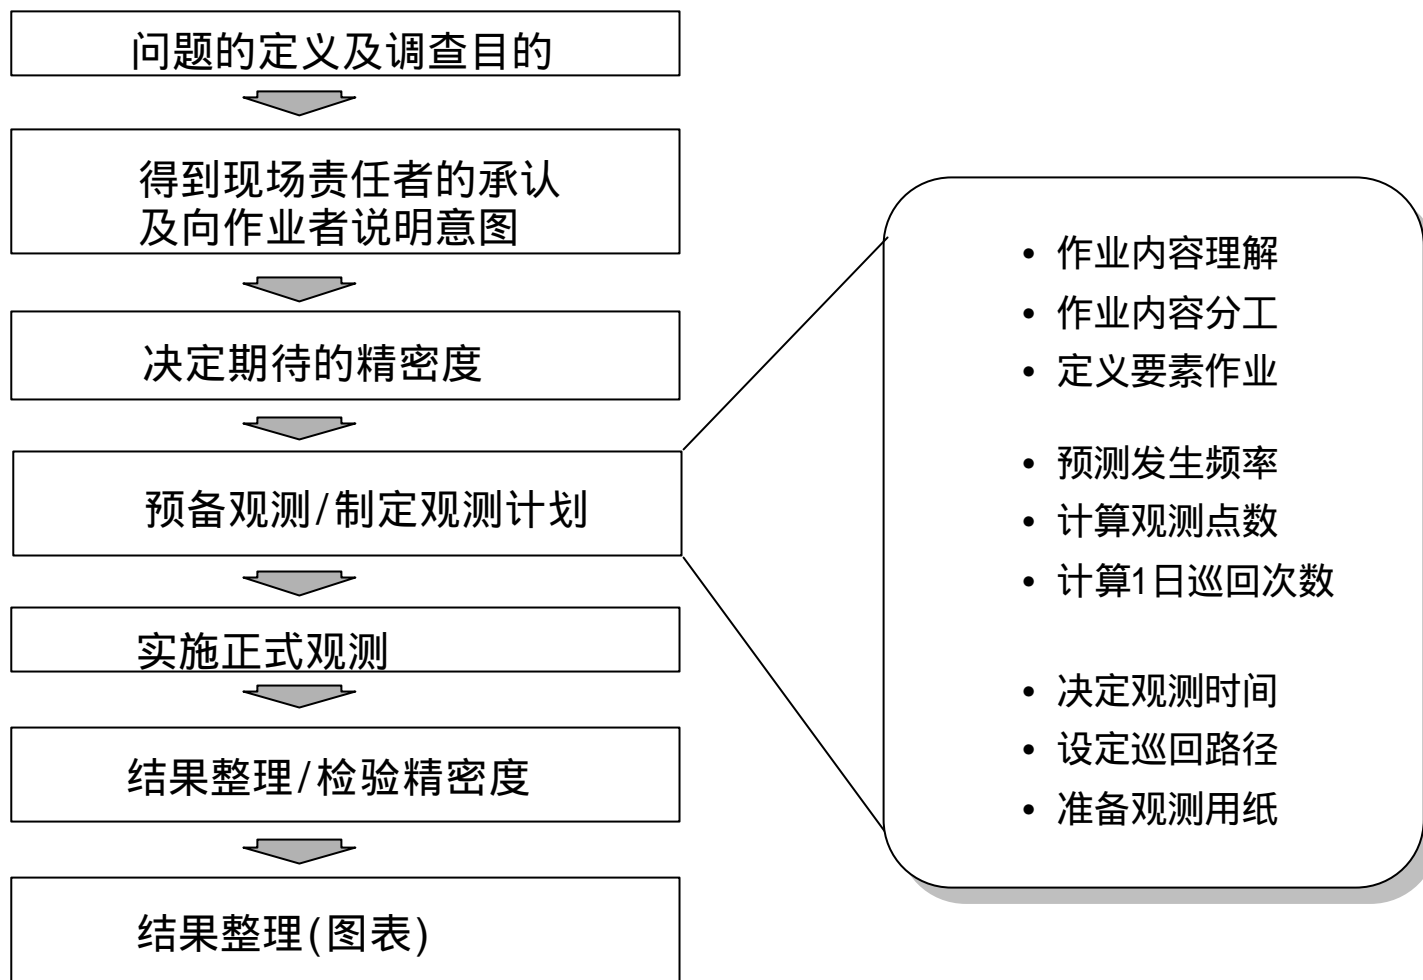 问题的定义及调查目的
得到现场责任者的承认
及向作业者说明意图
决定期待的精密度
预备观测/制定观测计划
实施正式观测
结果整理/检验精密度
结果整理(图表)
• 作业内容理解
• 作业内容分工
• 定义要素作业
• 预测发生频率
• 计算观测点数
• 计算1日巡回次数
• 决定观测时间
• 设定巡回路径
• 准备观测用纸